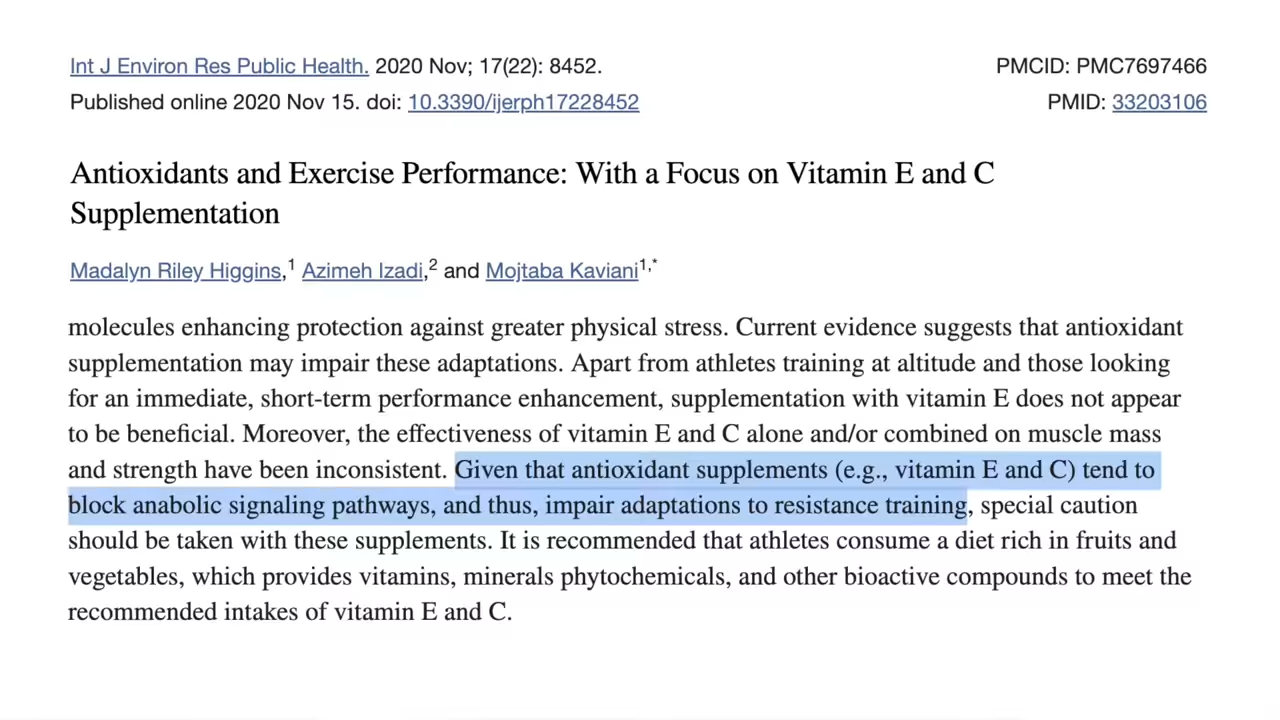 Int J Environ Res Public Health. 2020 Nov; 17(22): 8452. PMCID: PMC7697466
Published online 2020 Nov 15. doi: 10.3390/ijerph17228452 PMID: 33203106
Antioxidants and Exercise Performance: With a Focus on Vitamin E and C
Supplementation
Madalyn Riley Higgins,1 Azimeh Izadi,2 and Mojtaba Kaviani1,*
molecules enhancing protection against greater physical stress. Current evidence suggests that antioxidant
supplementation may impair these adaptations. Apart from athletes training at altitude and those looking
for an immediate, short-term performance enhancement, supplementation with vitamin E does not appear
to be beneficial. Moreover, the effectiveness of vitamin E and C alone and/or combined on muscle mass
and strength have been inconsistent. Given that antioxidant supplements (e.g., vitamin E and C) tend to
block anabolic signaling pathways, and thus, impair adaptations to resistance training, special caution
should be taken with these supplements. It is recommended that athletes consume a diet rich in fruits and
vegetables, which provides vitamins, minerals phytochemicals, and other bioactive compounds to meet the
recommended intakes of vitamin E and C.